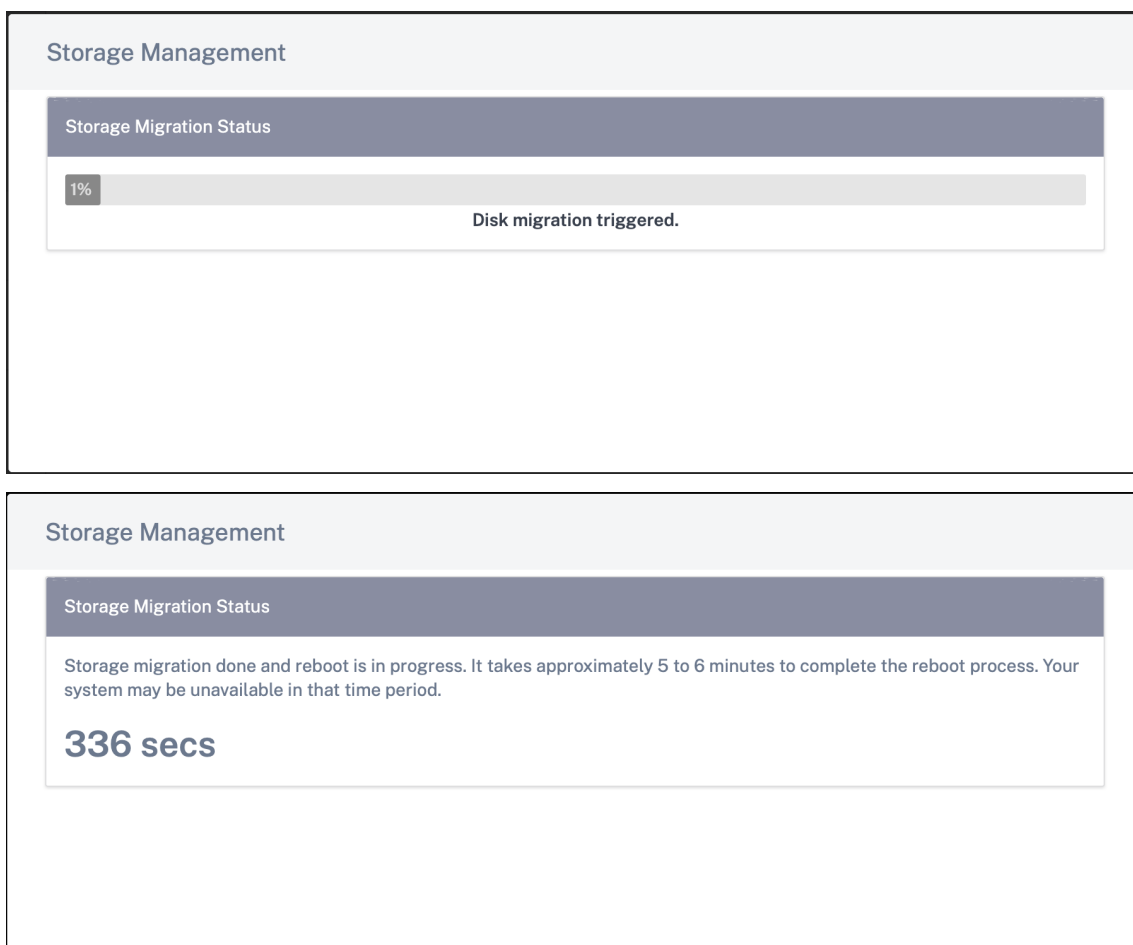 Storage Management
Storage Migration Status
1%
Disk migration triggered.
Storage Management
Storage Migration Status
Storage migration done and reboot is in progress. It takes approximately 5 to 6 minutes to complete the reboot process. Your
system may be unavailable in that time period.
336 secs